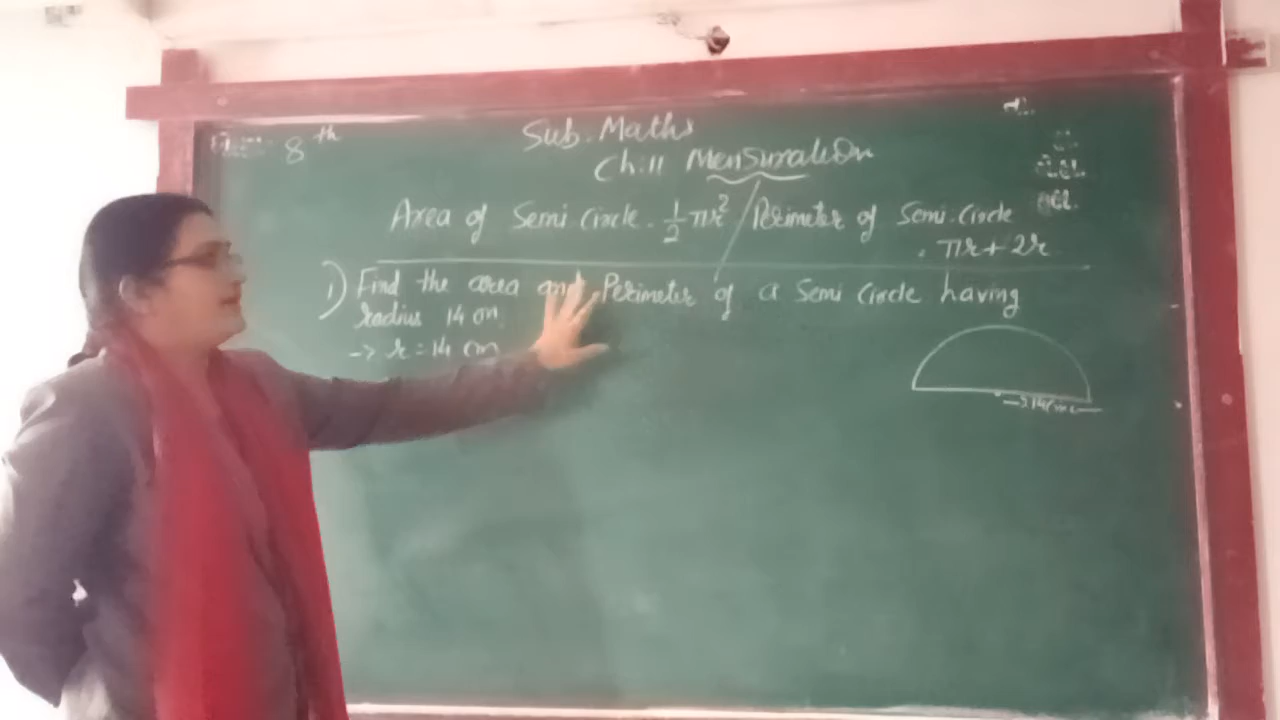 8th
Sub. Maths
Ch. 11 Mensuration
Area of Semi Circle. 1/2 πr² / Perimeter of Semi. Circle
. πr + 2r
1) Find the area and Perimeter of a Semi Circle having
radius 14 cm.
-> r = 14 cm
14cm